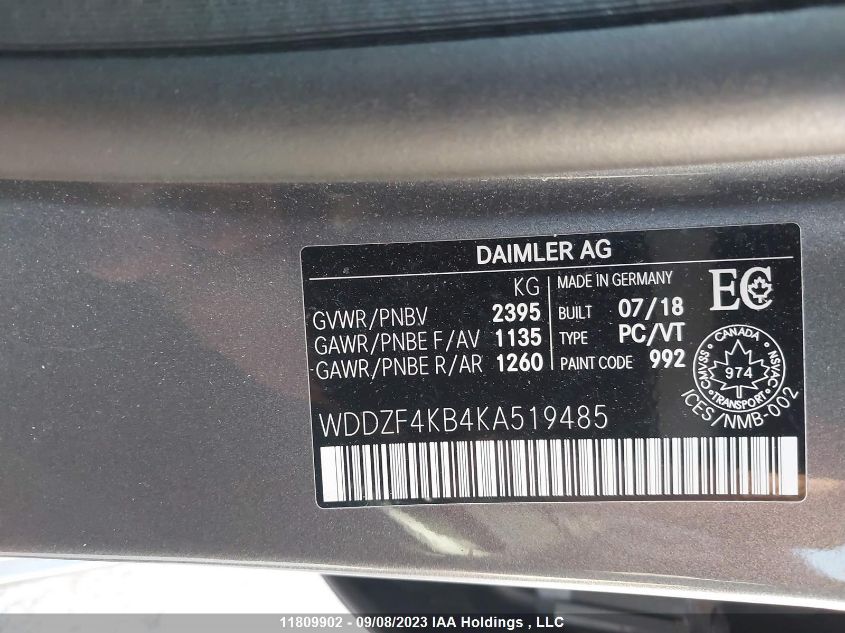 DAIMLER AG
KG
GVWR/PNBV 2395
GAWR/PNBE F/AV 1135
GAWR/PNBE R/AR 1260
MADE IN GERMANY
BUILT 07/18
TYPE PC/VT
PAINT CODE 992
EC
CANADA
CMVSS NSVAC
974
TRANSPORT
ICES/NMB-002
WDDZF4KB4KA519485
11809902 - 09/08/2023 IAA Holdings , LLC